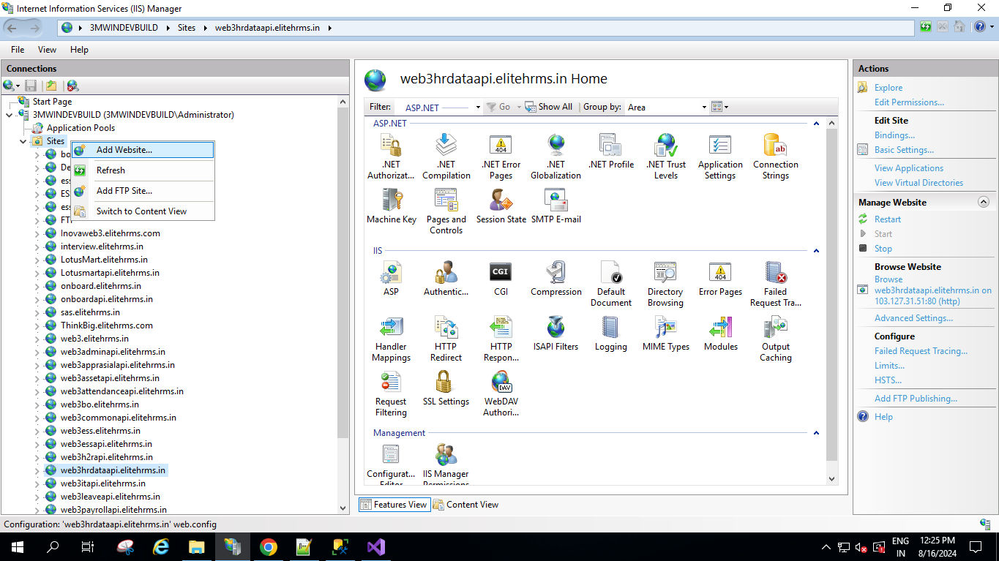 Internet Information Services (IIS) Manager
3MWINDEVBUILD
Sites
web3hrdataapi.elitehrms.in
File
View
Help
Connections
Start Page
3MWINDEVBUILD (3MWINDEVBUILD\Administrator)
Application Pools
Sites
Add Website...
Refresh
Add FTP Site...
Switch to Content View
Inovaweb3.elitehrms.com
interview.elitehrms.in
LotusMart.elitehrms.in
Lotusmartapi.elitehrms.in
onboard.elitehrms.in
onboardapi.elitehrms.in
sas.elitehrms.in
ThinkBig.elitehrms.com
web3.elitehrms.in
web3adminapi.elitehrms.in
web3apprasialapi.elitehrms.in
web3assetapi.elitehrms.in
web3attendanceapi.elitehrms.in
web3bo.elitehrms.in
web3commonapi.elitehrms.in
web3ess.elitehrms.in
web3essapi.elitehrms.in
web3h2rapi.elitehrms.in
web3hrdataapi.elitehrms.in
web3itapi.elitehrms.in
web3leaveapi.elitehrms.in
web3payrollapi.elitehrms.in
web3hrdataapi.elitehrms.in Home
Filter:
ASP.NET
Go
Show All
Group by:
Area
ASP.NET
.NET Authorizat...
.NET Compilation
.NET Error Pages
.NET Globalization
.NET Profile
.NET Trust Levels
Application Settings
Connection Strings
Machine Key
Pages and Controls
Session State
SMTP E-mail
IIS
ASP
Authentic...
CGI
Compression
Default Document
Directory Browsing
Error Pages
Failed Request Tra...
Handler Mappings
HTTP Redirect
HTTP Respon...
ISAPI Filters
Logging
MIME Types
Modules
Output Caching
Request Filtering
SSL Settings
WebDAV Authori...
Management
Configurat... Editor
IIS Manager Permissions
Features View
Content View
Actions
Explore
Edit Permissions...
Edit Site
Bindings...
Basic Settings...
View Applications
View Virtual Directories
Manage Website
Restart
Start
Stop
Browse Website
Browse
web3hrdataapi.elitehrms.in on
103.127.31.51:80 (http)
Advanced Settings...
Configure
Failed Request Tracing...
Limits...
HSTS...
Add FTP Publishing...
Help
Configuration: 'web3hrdataapi.elitehrms.in' web.config
ENG
IN
12:25 PM
8/16/2024